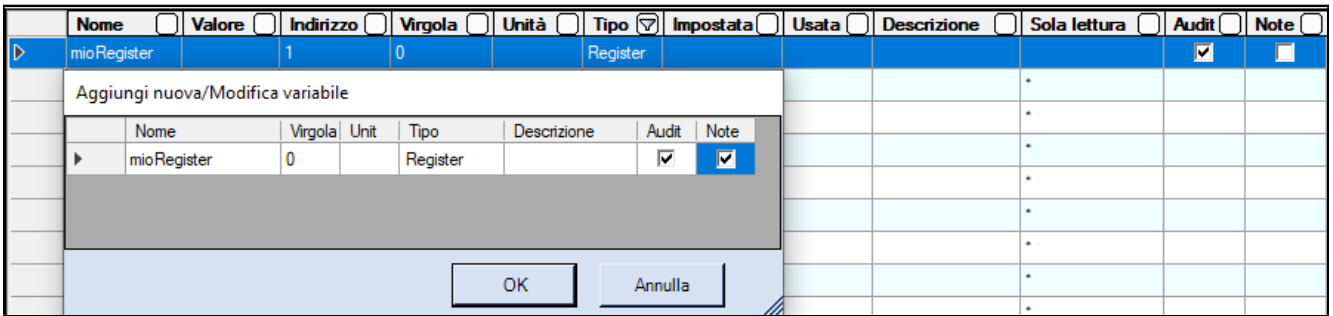 Nome Valore Indirizzo Virgola Unità Tipo Impostata Usata Descrizione Sola lettura Audit Note
mioRegister 1 0 Register
Aggiungi nuova/Modifica variabile
Nome Virgola Unit Tipo Descrizione Audit Note
mioRegister 0 Register
OK Annulla
*
*
*
*
*
*
*
*